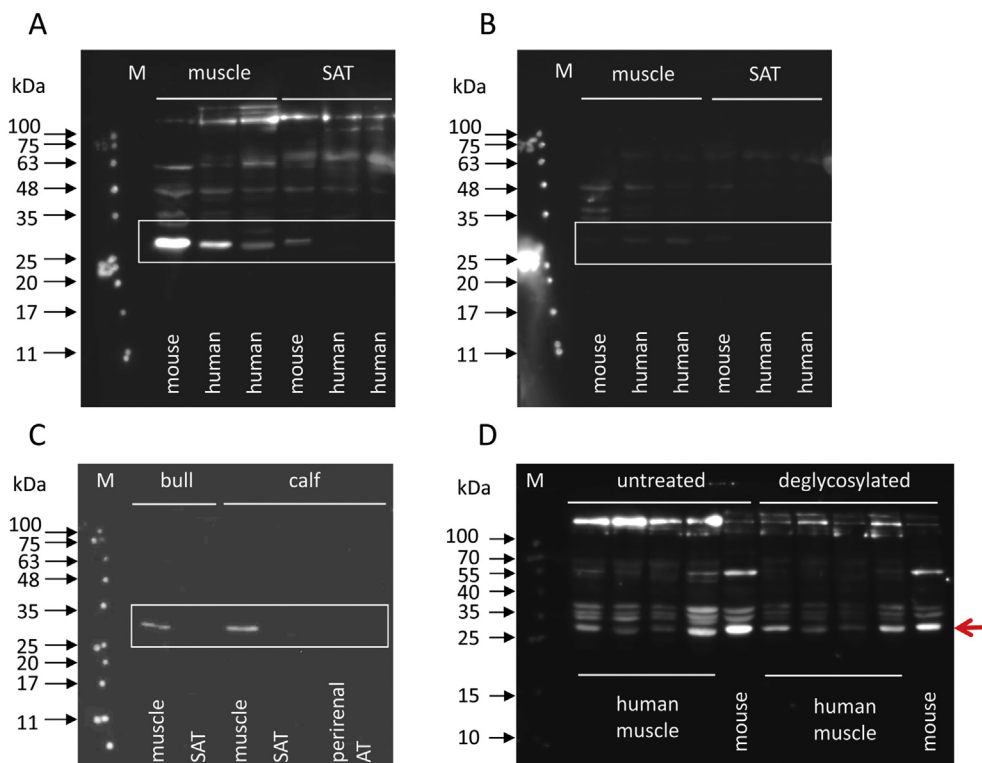 A
kDa
M
muscle
SAT
100
75
63
48
35
25
20
17
11
mouse
human
human
mouse
human
human
B
kDa
M
muscle
SAT
100
75
63
48
35
25
20
17
11
mouse
human
human
mouse
human
human
C
kDa
M
bull
calf
100
75
63
48
35
25
20
17
11
muscle
SAT
muscle
SAT
perirenal
AT
D
kDa
M
untreated
deglycosylated
100
70
55
40
35
25
15
10
human
muscle
mouse
human
muscle
mouse